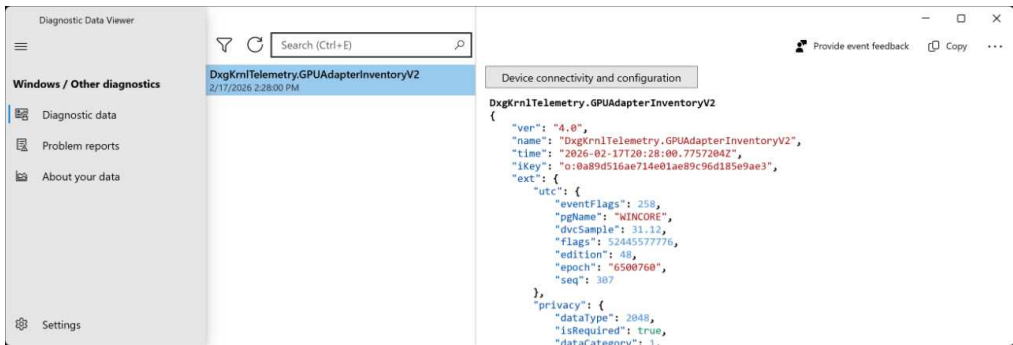 Diagnostic Data Viewer
Windows / Other diagnostics
Diagnostic data
Problem reports
About your data
Settings
Search (Ctrl+E)
DxgKrnlTelemetry.GPUAdapterInventoryV2
2/17/2026 2:28:00 PM
Provide event feedback
Copy
Device connectivity and configuration
DxgKrnlTelemetry.GPUAdapterInventoryV2
{
"ver": "4.0",
"name": "DxgKrnlTelemetry.GPUAdapterInventoryV2",
"time": "2026-02-17T20:28:00.7757204Z",
"iKey": "o:0a89d516ae714e01ae89c96d185e9ae3",
"ext": {
"utc": {
"eventFlags": 258,
"pgName": "WINCORE",
"dvcSample": 31.12,
"flags": 52445577776,
"edition": 48,
"epoch": "6500760",
"seq": 307
},
"privacy": {
"dataType": 2048,
"isRequired": true,
"dataCategory": 1,